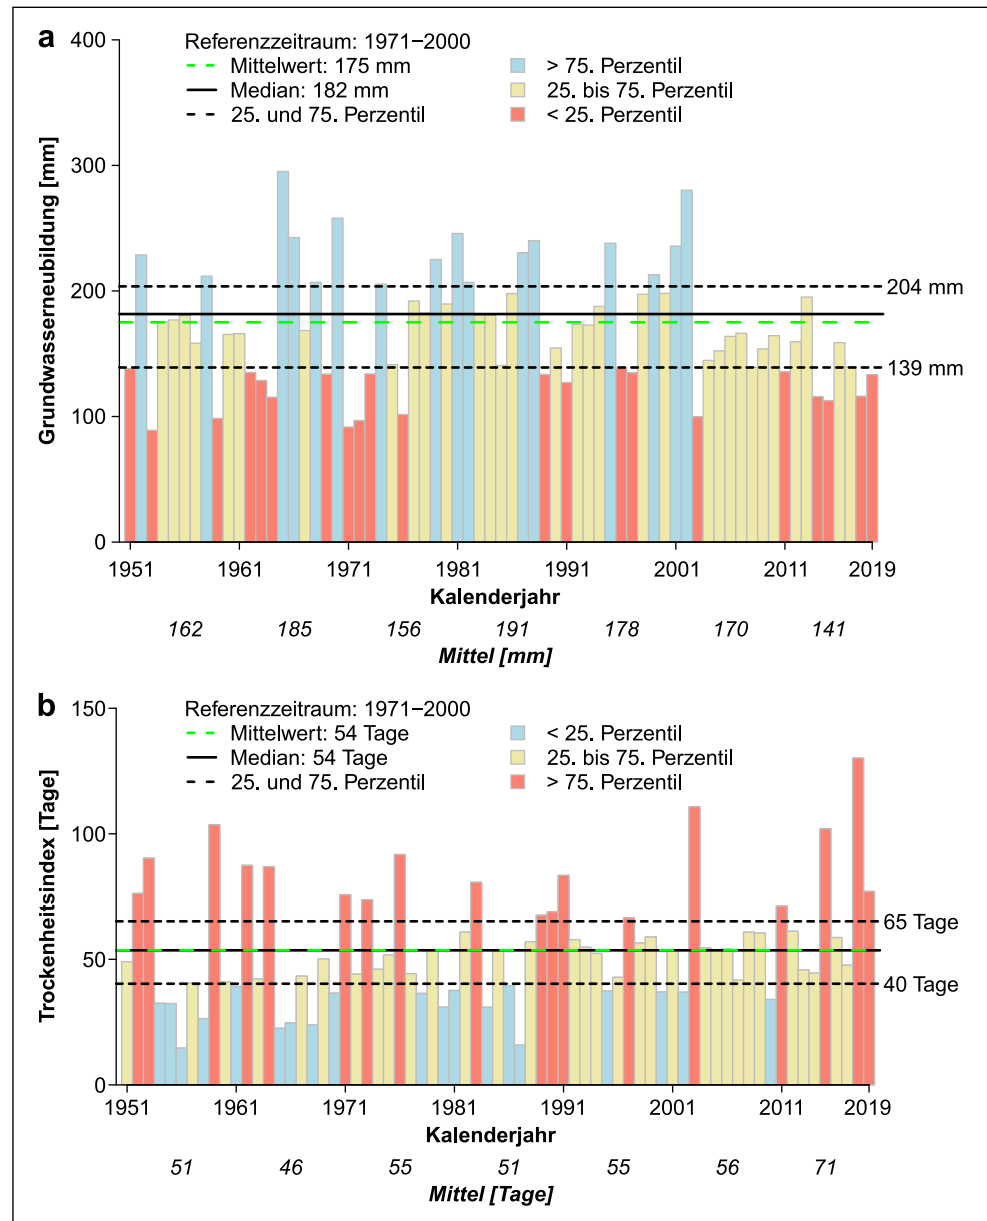 a
Referenzzeitraum: 1971–2000
Mittelwert: 175 mm
Median: 182 mm
25. und 75. Perzentil
> 75. Perzentil
25. bis 75. Perzentil
< 25. Perzentil
Grundwasserneubildung [mm]
400
300
200
100
0
204 mm
139 mm
1951 1961 1971 1981 1991 2001 2011 2019
Kalenderjahr
162 185 156 191 178 170 141
Mittel [mm]
b
Referenzzeitraum: 1971–2000
Mittelwert: 54 Tage
Median: 54 Tage
25. und 75. Perzentil
< 25. Perzentil
25. bis 75. Perzentil
> 75. Perzentil
Trockenheitsindex [Tage]
150
100
50
0
65 Tage
40 Tage
1951 1961 1971 1981 1991 2001 2011 2019
Kalenderjahr
51 46 55 51 55 56 71
Mittel [Tage]